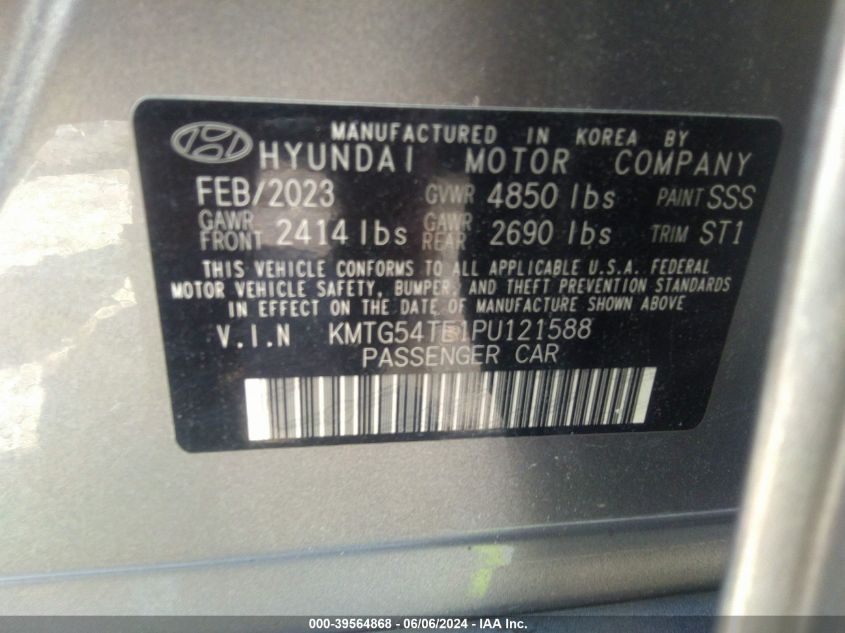 MANUFACTURED IN KOREA BY
HYUNDAI MOTOR COMPANY
FEB/2023 GVWR 4850 lbs PAINT SSS
GAWR FRONT 2414 lbs GAWR REAR 2690 lbs TRIM ST1
THIS VEHICLE CONFORMS TO ALL APPLICABLE U.S.A. FEDERAL
MOTOR VEHICLE SAFETY, BUMPER, AND THEFT PREVENTION STANDARDS
IN EFFECT ON THE DATE OF MANUFACTURE SHOWN ABOVE
V.I.N KMTG54TE1PU121588
PASSENGER CAR
000-39564868 - 06/06/2024 - IAAI Inc.